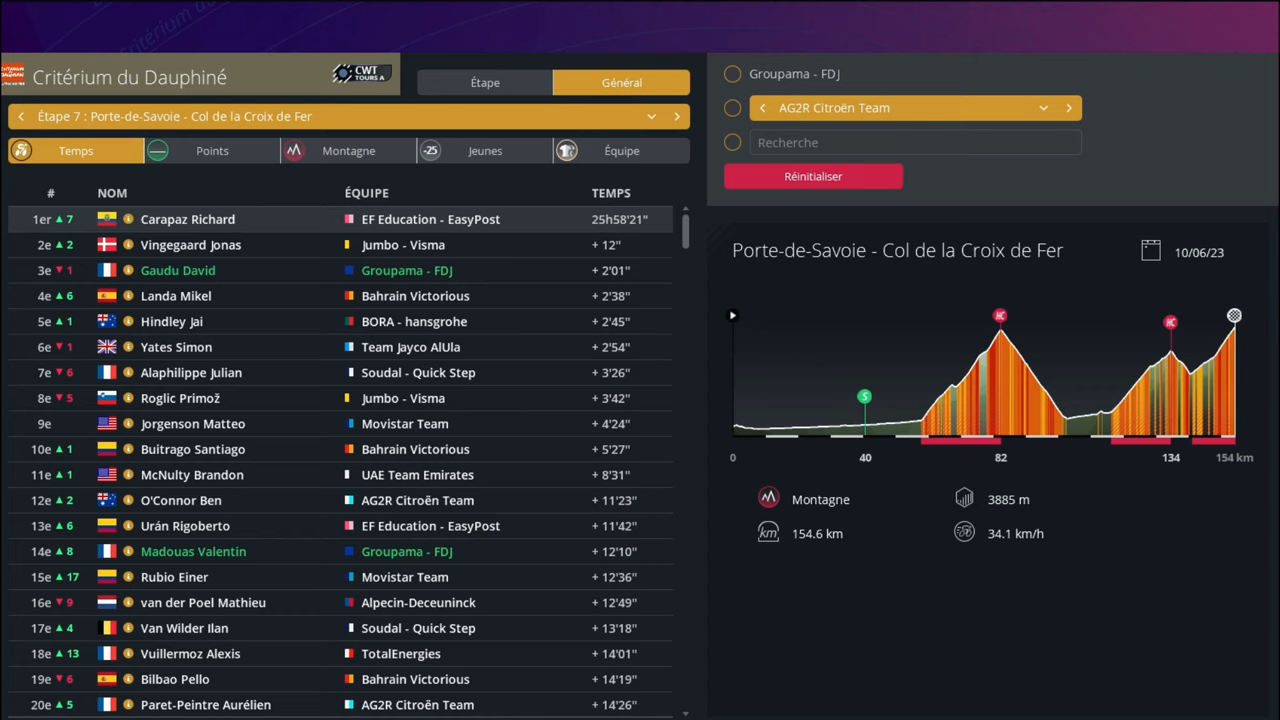 Critérium du Dauphiné
CWT
TOURS A
Étape
Général
Étape 7 : Porte-de-Savoie - Col de la Croix de Fer
Temps
Points
Montagne
-25
Jeunes
Équipe
# NOM ÉQUIPE TEMPS
1er 7 Carapaz Richard EF Education - EasyPost 25h58'21"
2e 2 Vingegaard Jonas Jumbo - Visma + 12"
3e 1 Gaudu David Groupama - FDJ + 2'01"
4e 6 Landa Mikel Bahrain Victorious + 2'38"
5e 1 Hindley Jai BORA - hansgrohe + 2'45"
6e 1 Yates Simon Team Jayco AlUla + 2'54"
7e 6 Alaphilippe Julian Soudal - Quick Step + 3'26"
8e 5 Roglic Primož Jumbo - Visma + 3'42"
9e Jorgenson Matteo Movistar Team + 4'24"
10e 1 Buitrago Santiago Bahrain Victorious + 5'27"
11e 1 McNulty Brandon UAE Team Emirates + 8'31"
12e 2 O'Connor Ben AG2R Citroën Team + 11'23"
13e 6 Urán Rigoberto EF Education - EasyPost + 11'42"
14e 8 Madouas Valentin Groupama - FDJ + 12'10"
15e 17 Rubio Einer Movistar Team + 12'36"
16e 9 van der Poel Mathieu Alpecin-Deceuninck + 12'49"
17e 4 Van Wilder Ilan Soudal - Quick Step + 13'18"
18e 13 Vuillermoz Alexis TotalEnergies + 14'01"
19e 6 Bilbao Pello Bahrain Victorious + 14'19"
20e 5 Paret-Peintre Aurélien AG2R Citroën Team + 14'26"
Groupama - FDJ
AG2R Citroën Team
Recherche
Réinitialiser
Porte-de-Savoie - Col de la Croix de Fer
10/06/23
HC
HC
S
0 40 82 134 154 km
Montagne
3885 m
km
154.6 km
34.1 km/h